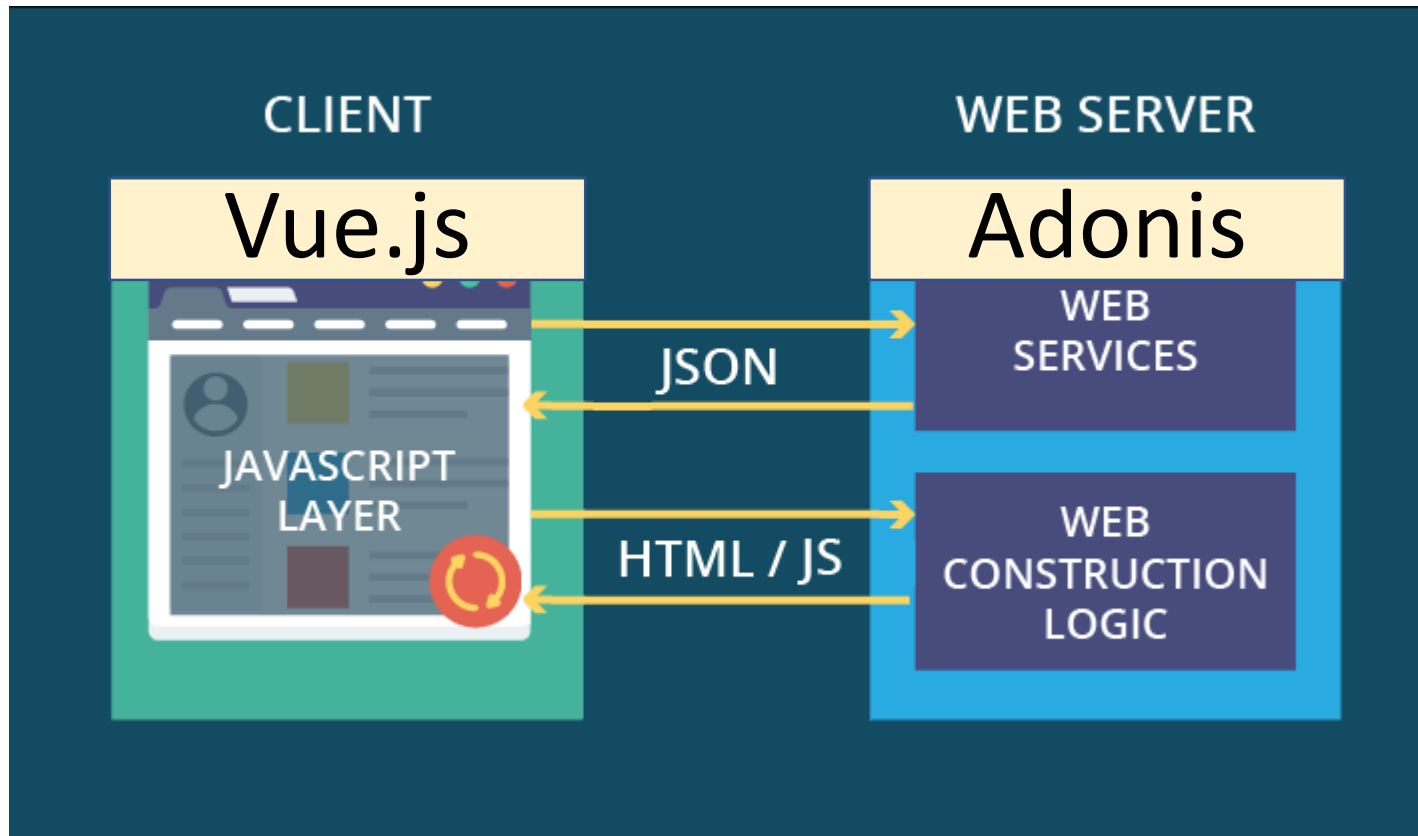 CLIENT
WEB SERVER
Vue.js
Adonis
WEB
SERVICES
JSON
JAVASCRIPT
LAYER
HTML / JS
WEB
CONSTRUCTION
LOGIC